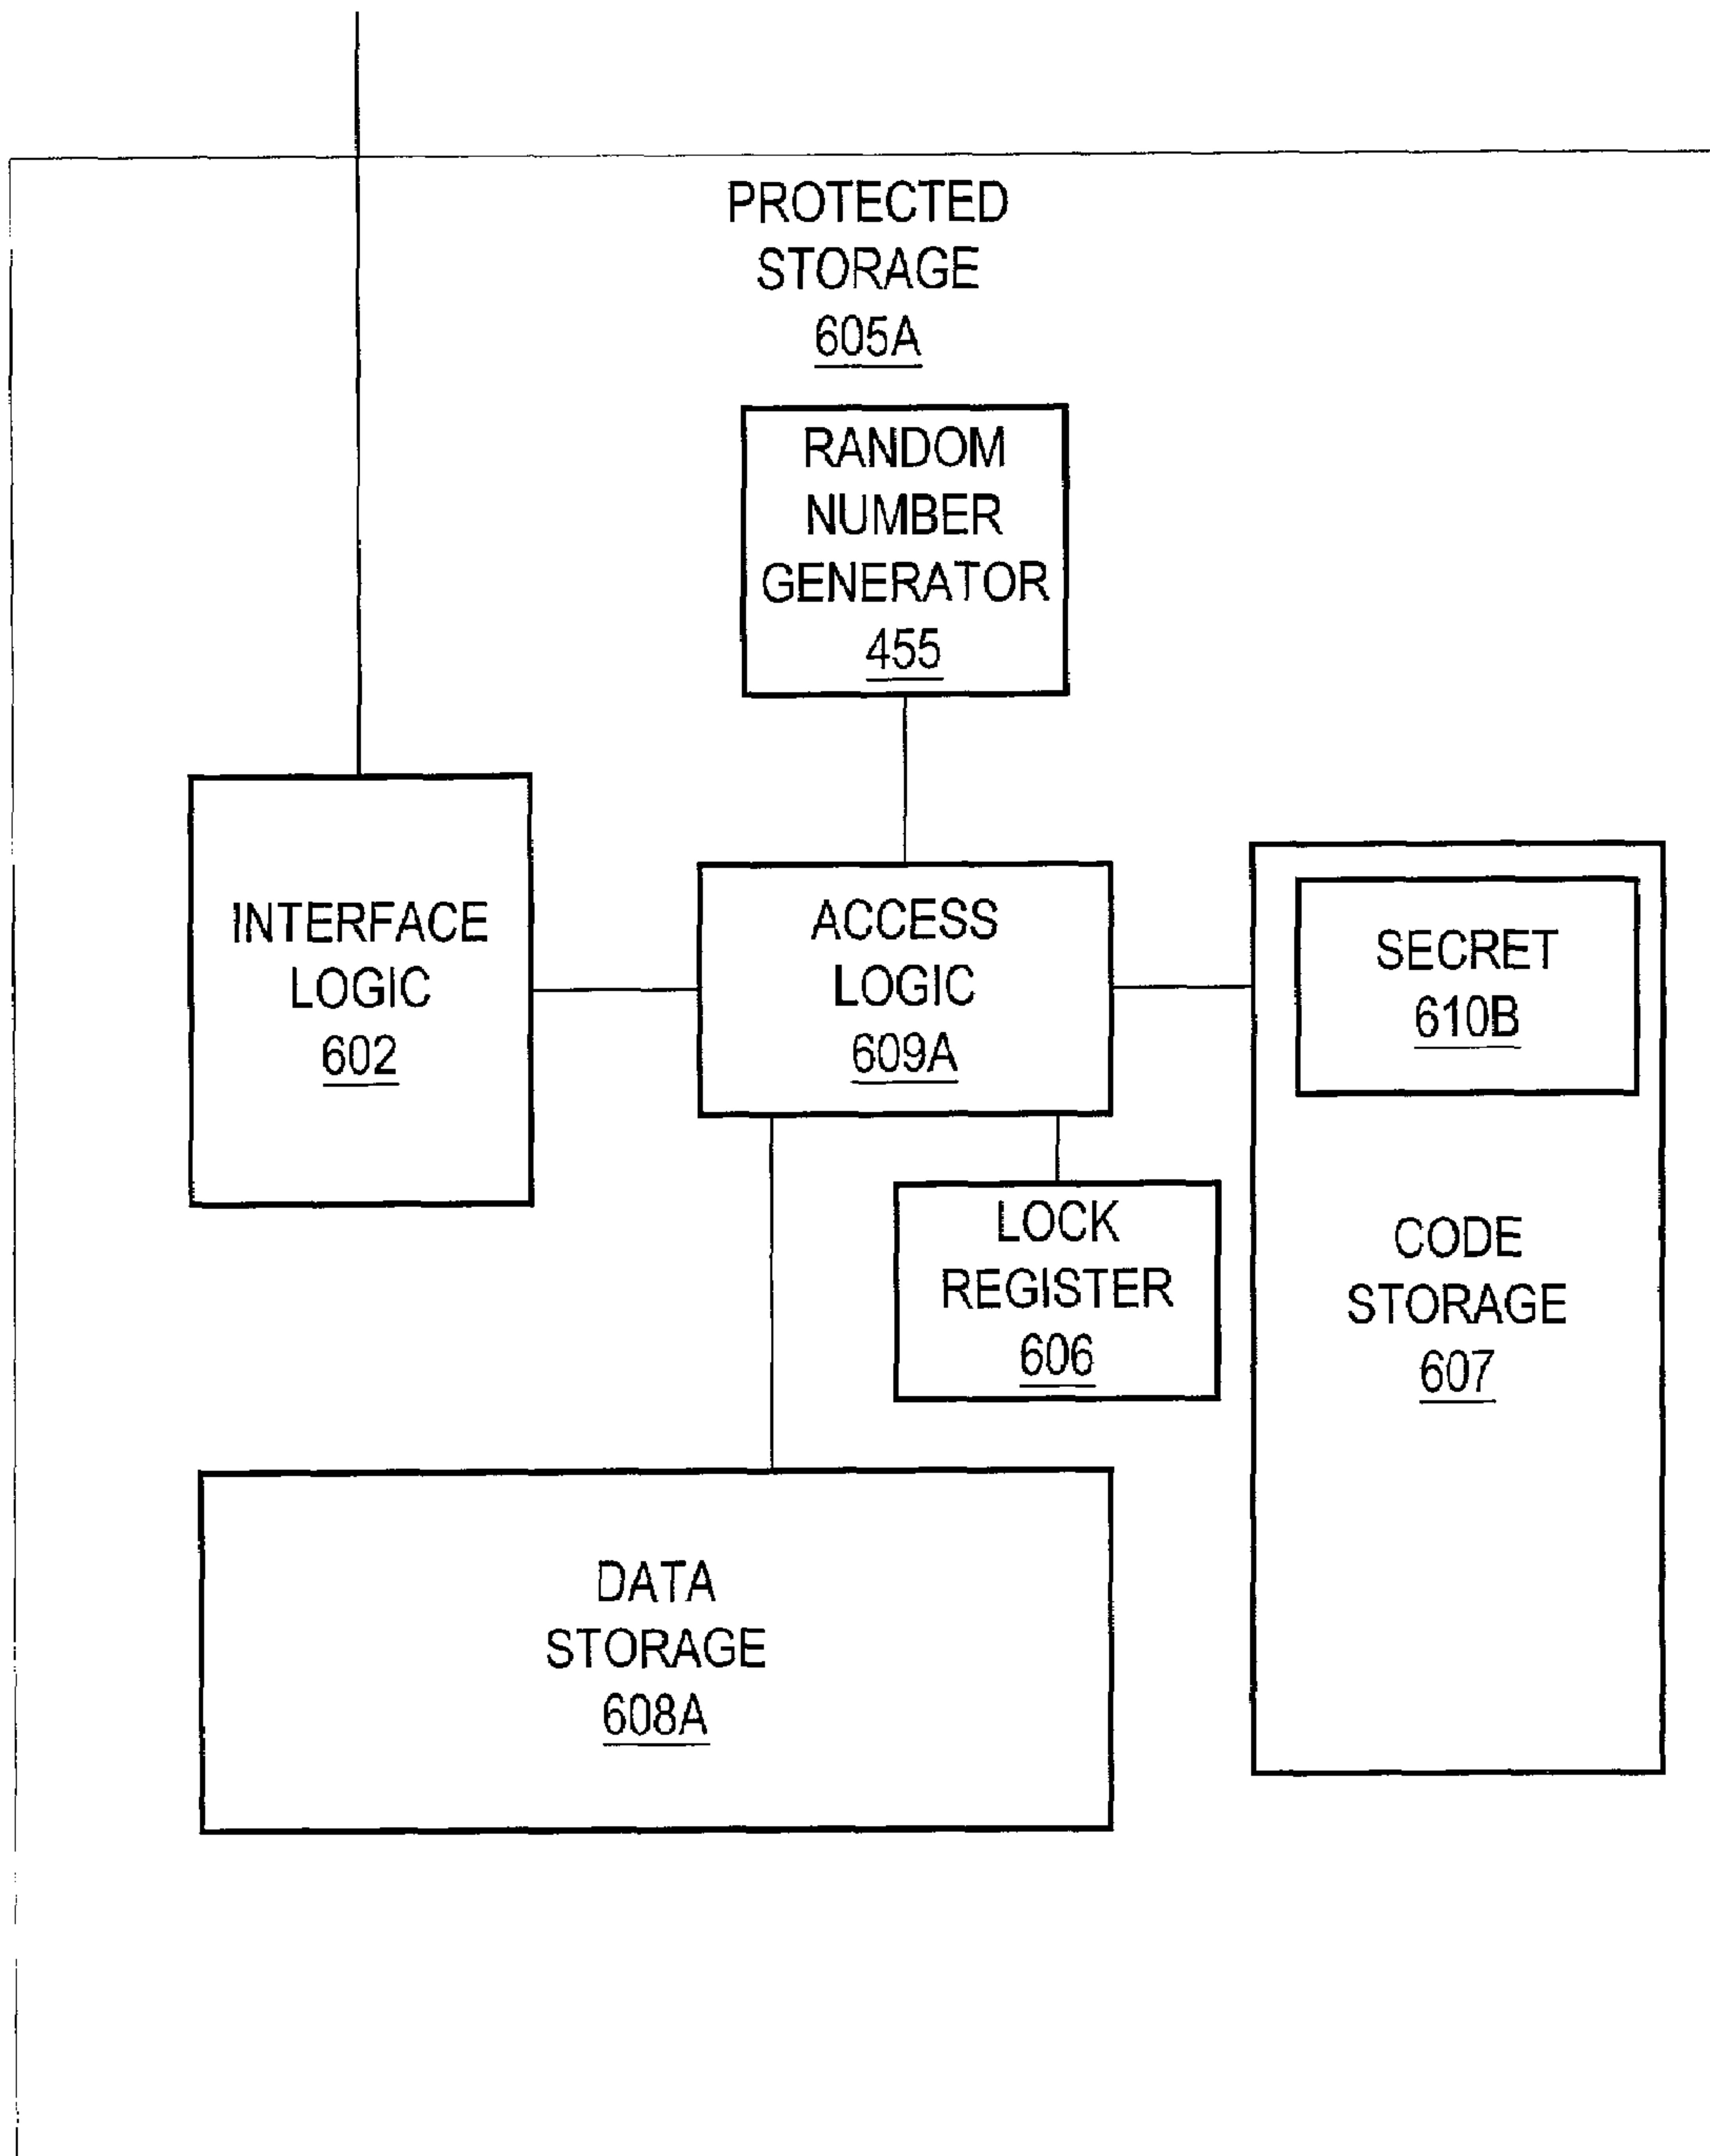 PROTECTED
STORAGE
605A
RANDOM
NUMBER
GENERATOR
455
INTERFACE
LOGIC
602
ACCESS
LOGIC
609A
SECRET
610B
LOCK
REGISTER
606
CODE
STORAGE
607
DATA
STORAGE
608A